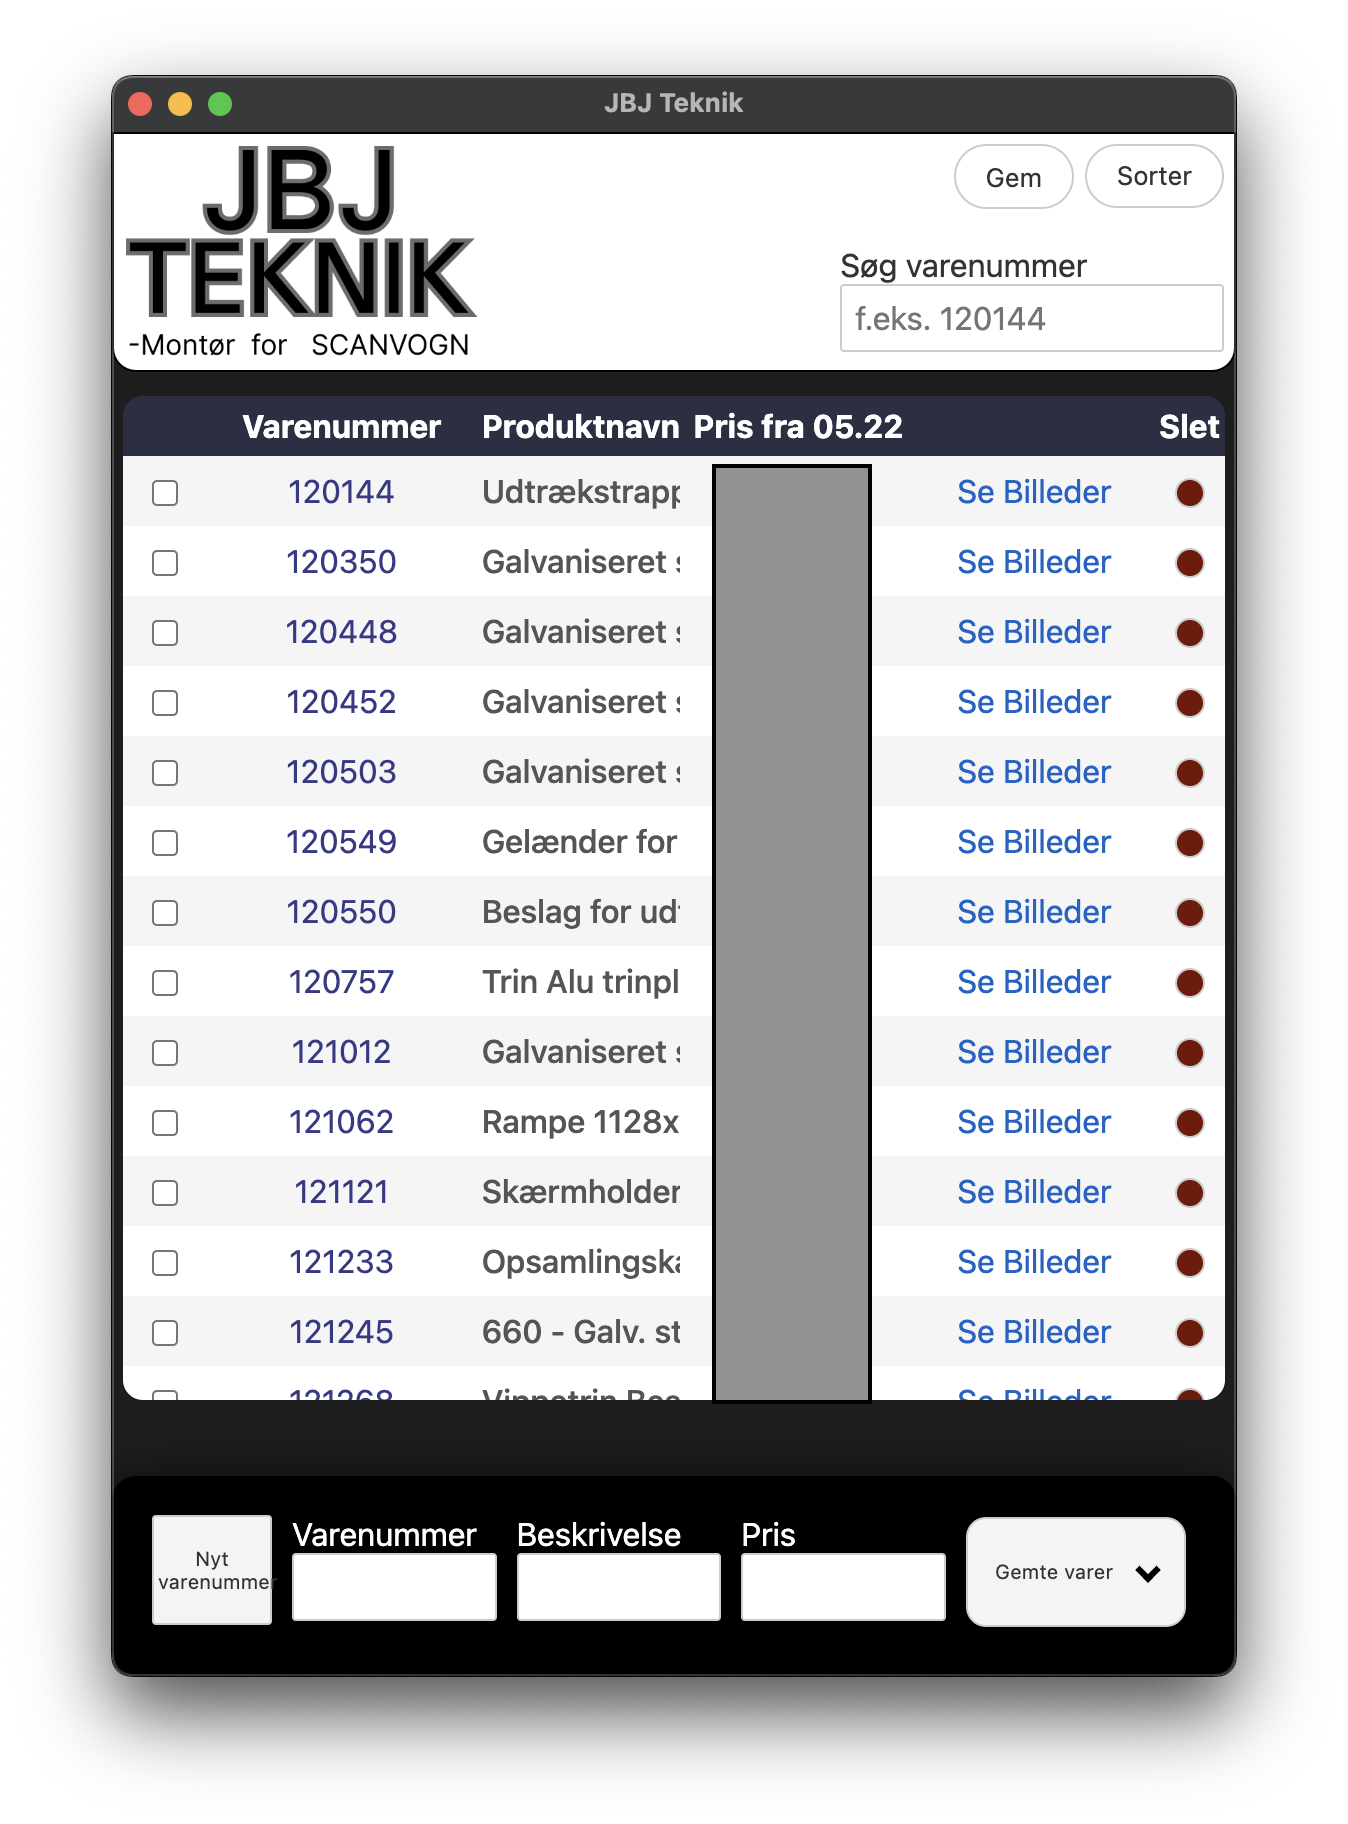 JBJ Teknik
JBJ
TEKNIK
-Montør for SCANVOGN
Gem
Sorter
Søg varenummer
f.eks. 120144
Varenummer Produktnavn Pris fra 05.22 Slet
120144 Udtrækstrapp Se Billeder
120350 Galvaniseret s Se Billeder
120448 Galvaniseret s Se Billeder
120452 Galvaniseret s Se Billeder
120503 Galvaniseret s Se Billeder
120549 Gelænder for Se Billeder
120550 Beslag for ud Se Billeder
120757 Trin Alu trinpl Se Billeder
121012 Galvaniseret s Se Billeder
121062 Rampe 1128x Se Billeder
121121 Skærmholder Se Billeder
121233 Opsamlingska Se Billeder
121245 660 - Galv. st Se Billeder
121268 Vippetrin Se Billeder
Nyt
varenummer
Varenummer
Beskrivelse
Pris
Gemte varer